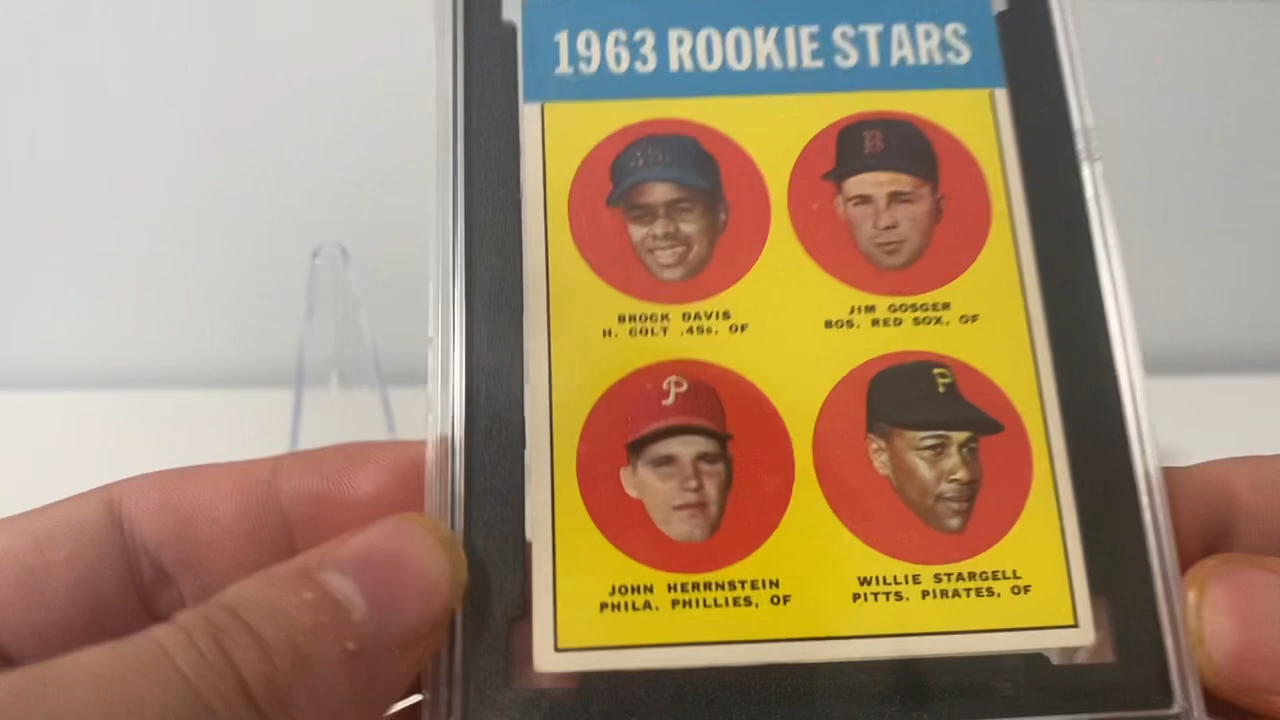 1963 ROOKIE STARS
.45s
B
BROCK DAVIS
H. COLT .45s, OF
JIM GOSGER
BOS. RED SOX, OF
P
P
JOHN HERRNSTEIN
PHILA. PHILLIES, OF
WILLIE STARGELL
PITTS. PIRATES, OF